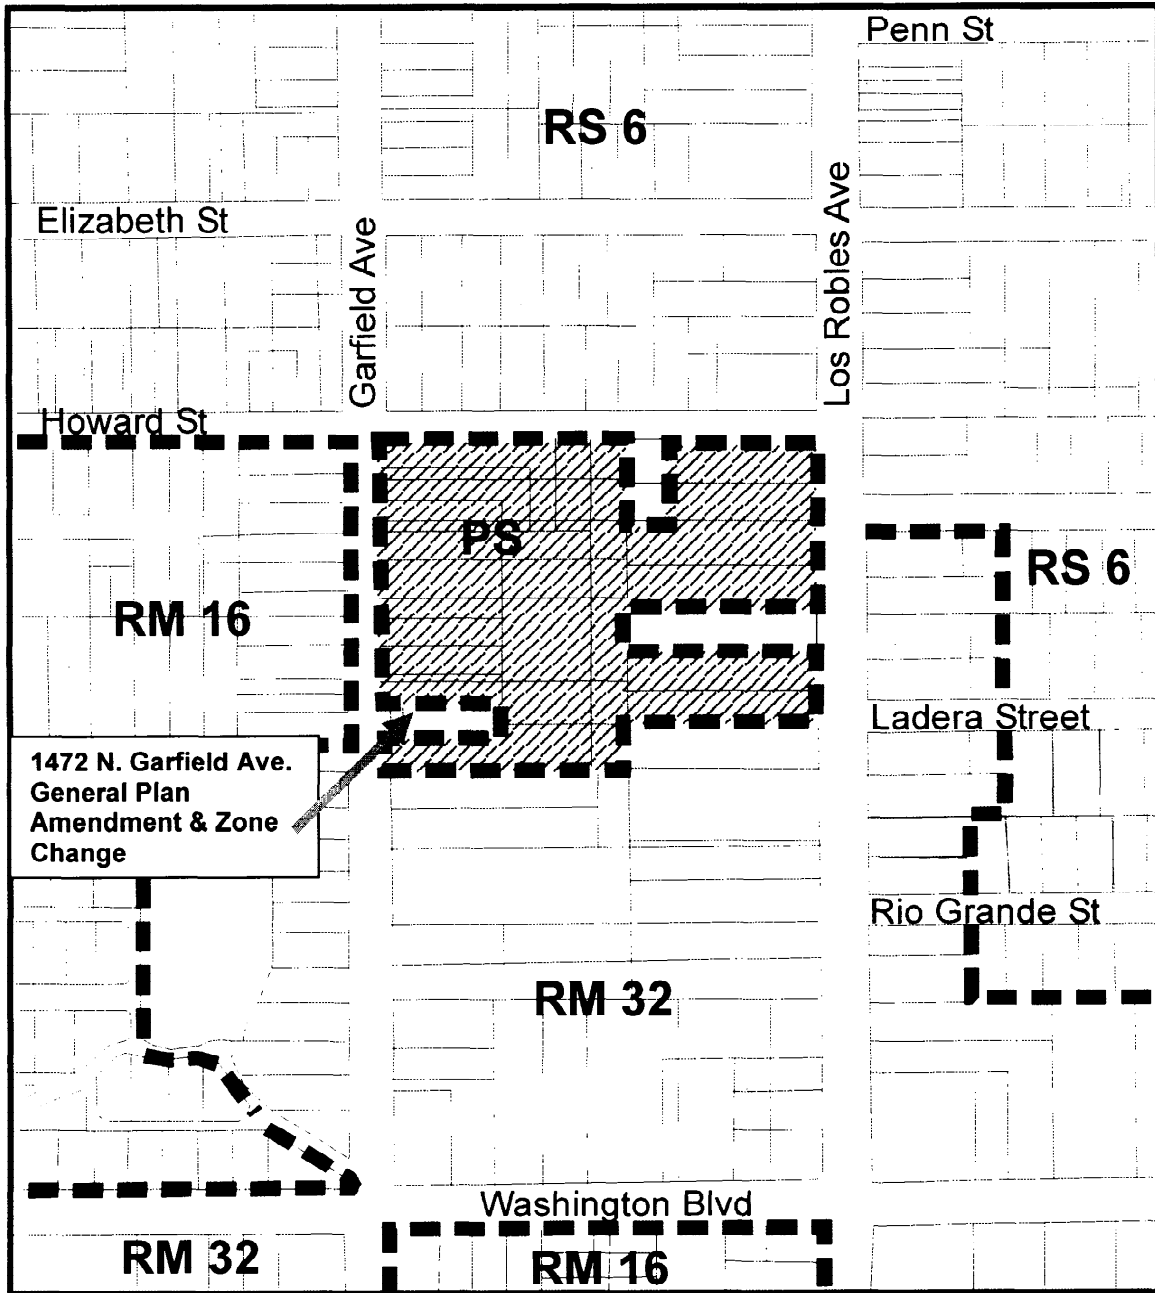 Penn St
RS 6
Elizabeth St
Garfield Ave
Los Robles Ave
Howard St
PS
RS 6
RM 16
Ladera Street
1472 N. Garfield Ave.
General Plan
Amendment & Zone
Change
Rio Grande St
RM 32
Washington Blvd
RM 32
RM 16